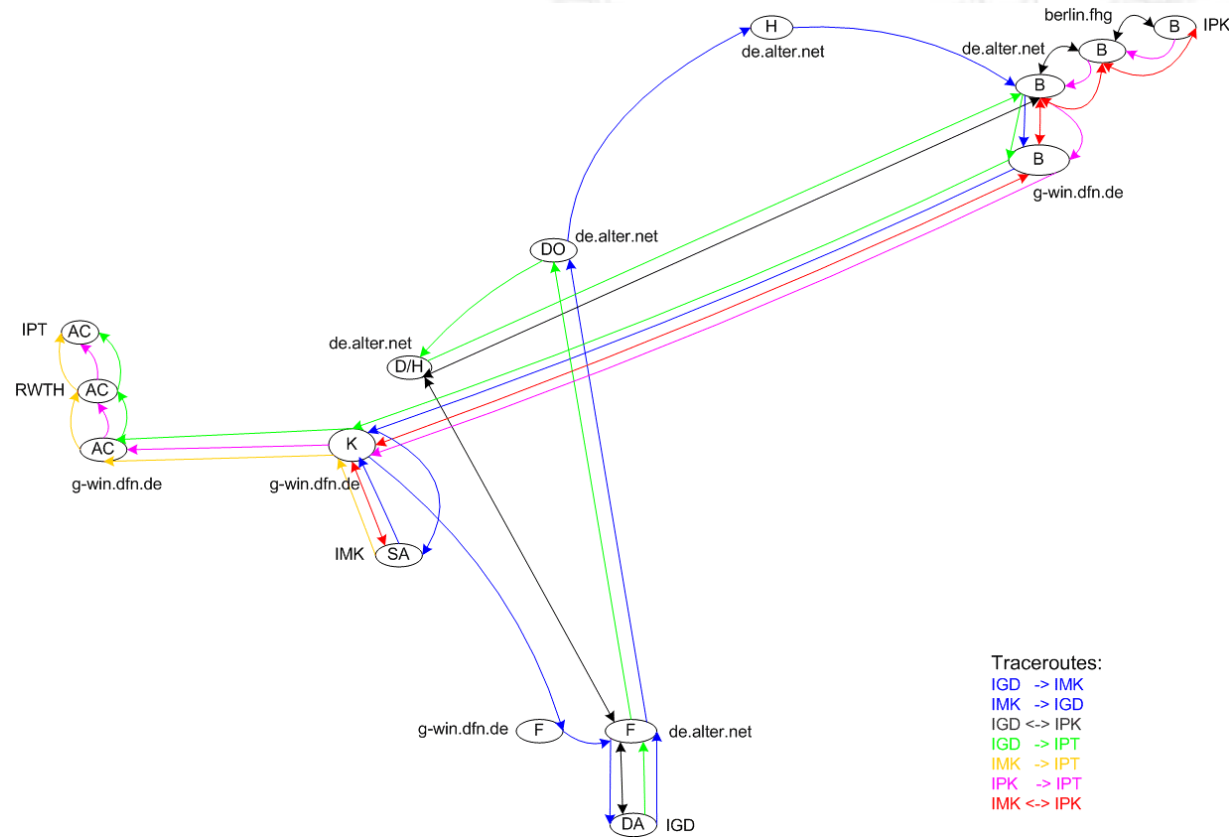 berlin.fhg
H
B
IPK
de.alter.net
de.alter.net
B
B
B
g-win.dfn.de
DO
de.alter.net
IPT
AC
de.alter.net
D/H
RWTH
AC
AC
K
g-win.dfn.de
g-win.dfn.de
IMK
SA
g-win.dfn.de
F
F
de.alter.net
DA
IGD
Traceroutes:
IGD -> IMK
IMK -> IGD
IGD <-> IPK
IGD -> IPT
IMK -> IPT
IPK -> IPT
IMK <-> IPK